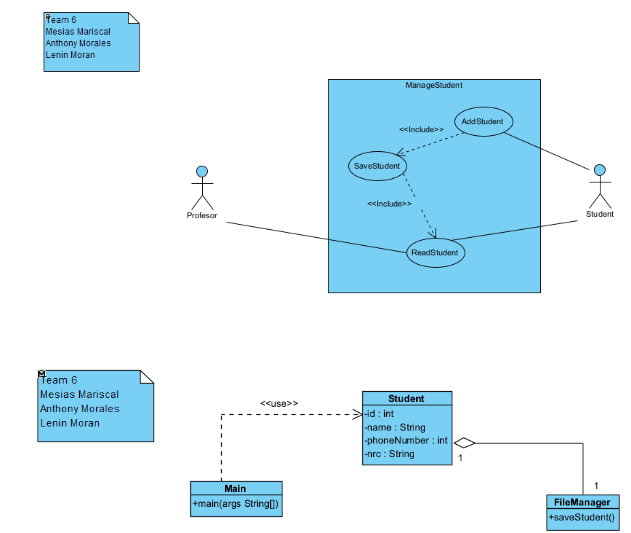 Team 6
Mesias Mariscal
Anthony Morales
Lenin Moran
ManageStudent
AddStudent
<<Include>>
SaveStudent
<<Include>>
ReadStudent
Profesor
Student
Team 6
Mesias Mariscal
Anthony Morales
Lenin Moran
<<use>>
Student
-id : int
-name : String
-phoneNumber : int
-nrc : String
1
1
Main
+main(args String[])
FileManager
+saveStudent()